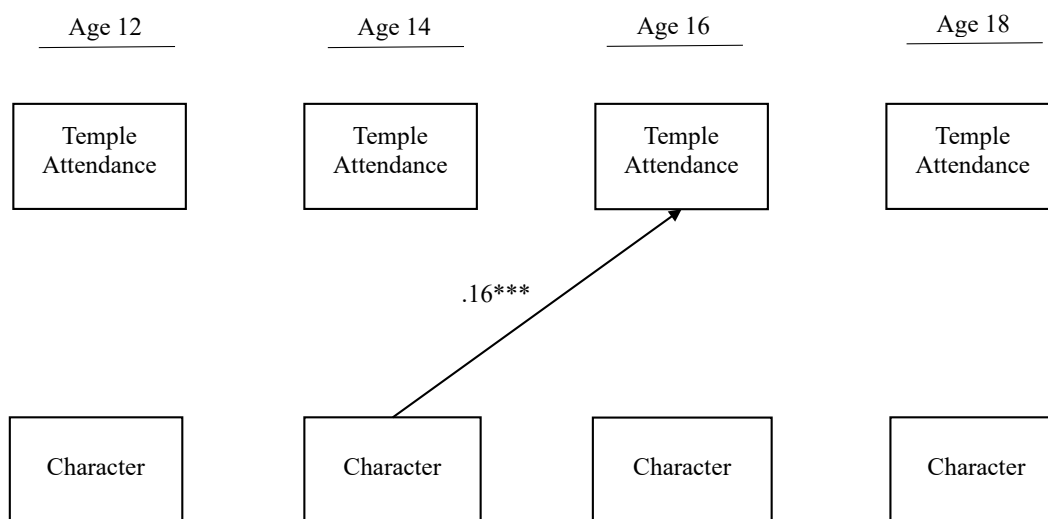 Age 12
Age 14
Age 16
Age 18
Temple
Attendance
Temple
Attendance
Temple
Attendance
Temple
Attendance
.16***
Character
Character
Character
Character